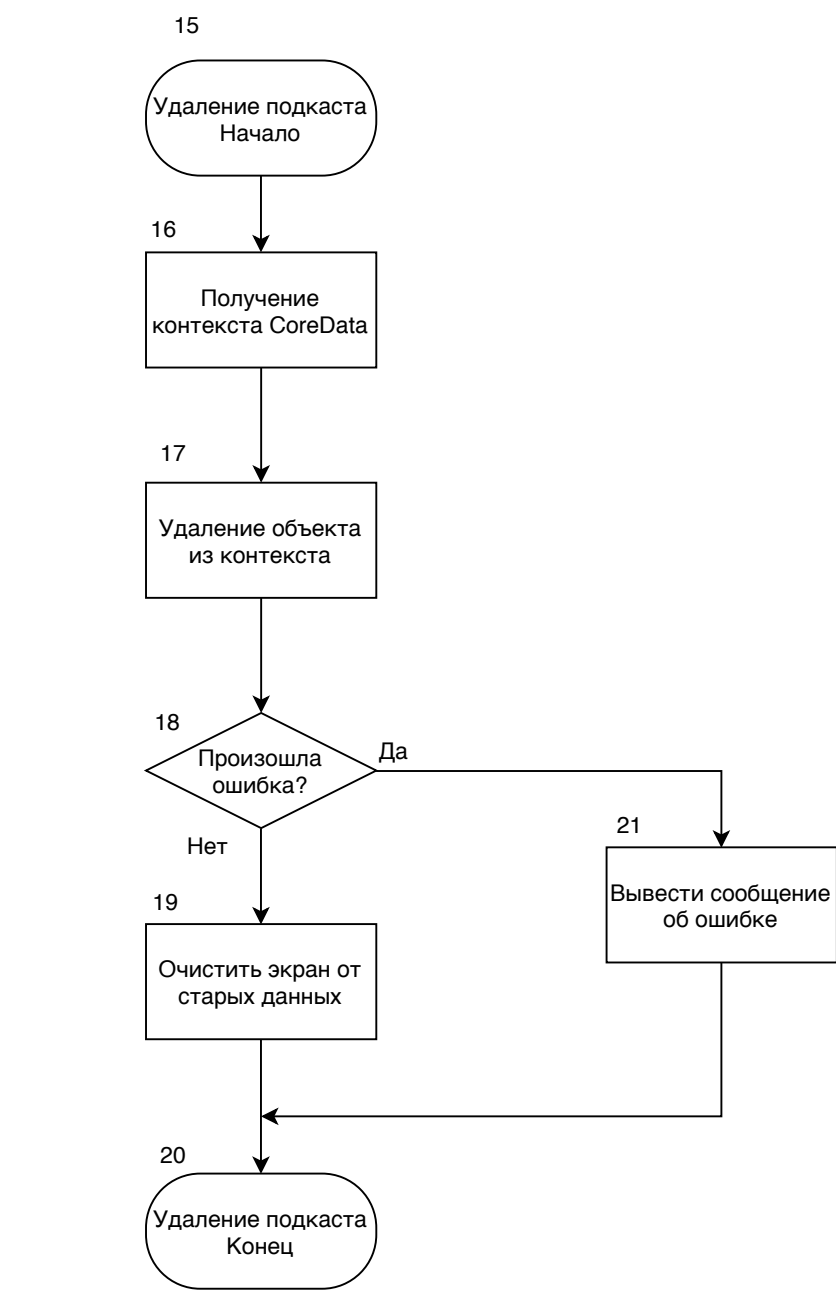 15
Удаление подкаста
Начало
16
Получение
контекста CoreData
17
Удаление объекта
из контекста
18
Произошла
ошибка?
Да
Нет
21
Вывести сообщение
об ошибке
19
Очистить экран от
старых данных
20
Удаление подкаста
Конец